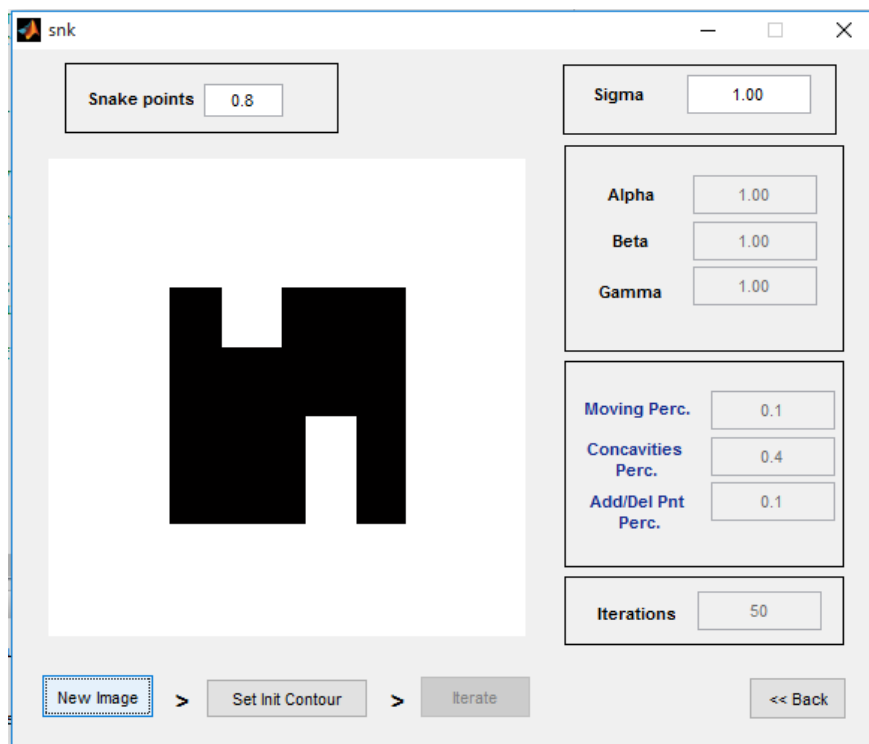 snk
Snake points 0.8
Sigma 1.00
Alpha 1.00
Beta 1.00
Gamma 1.00
Moving Perc. 0.1
Concavities
Perc. 0.4
Add/Del Pnt
Perc. 0.1
Iterations 50
New Image > Set Init Contour > Iterate << Back